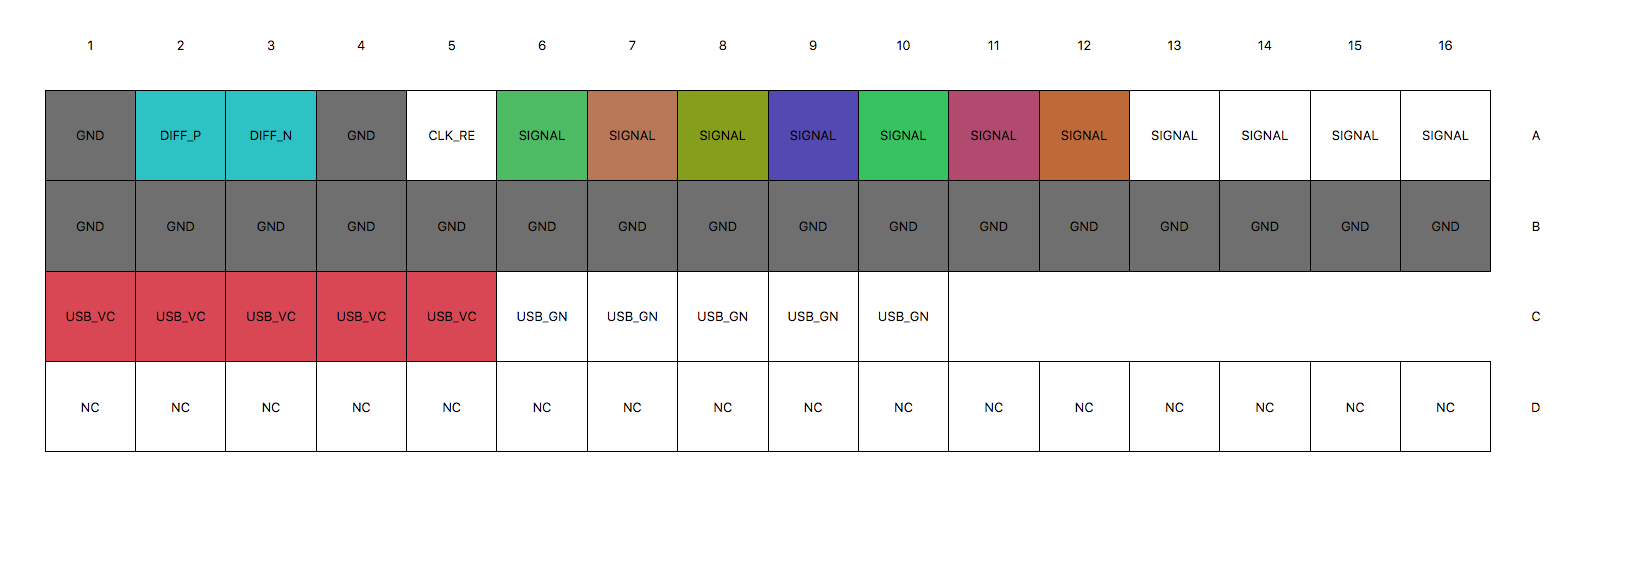 1 2 3 4 5 6 7 8 9 10 11 12 13 14 15 16
GND DIFF_P DIFF_N GND CLK_RE SIGNAL SIGNAL SIGNAL SIGNAL SIGNAL SIGNAL SIGNAL SIGNAL SIGNAL SIGNAL SIGNAL A
GND GND GND GND GND GND GND GND GND GND GND GND GND GND GND GND B
USB_VC USB_VC USB_VC USB_VC USB_VC USB_GN USB_GN USB_GN USB_GN USB_GN C
NC NC NC NC NC NC NC NC NC NC NC NC NC NC NC NC D